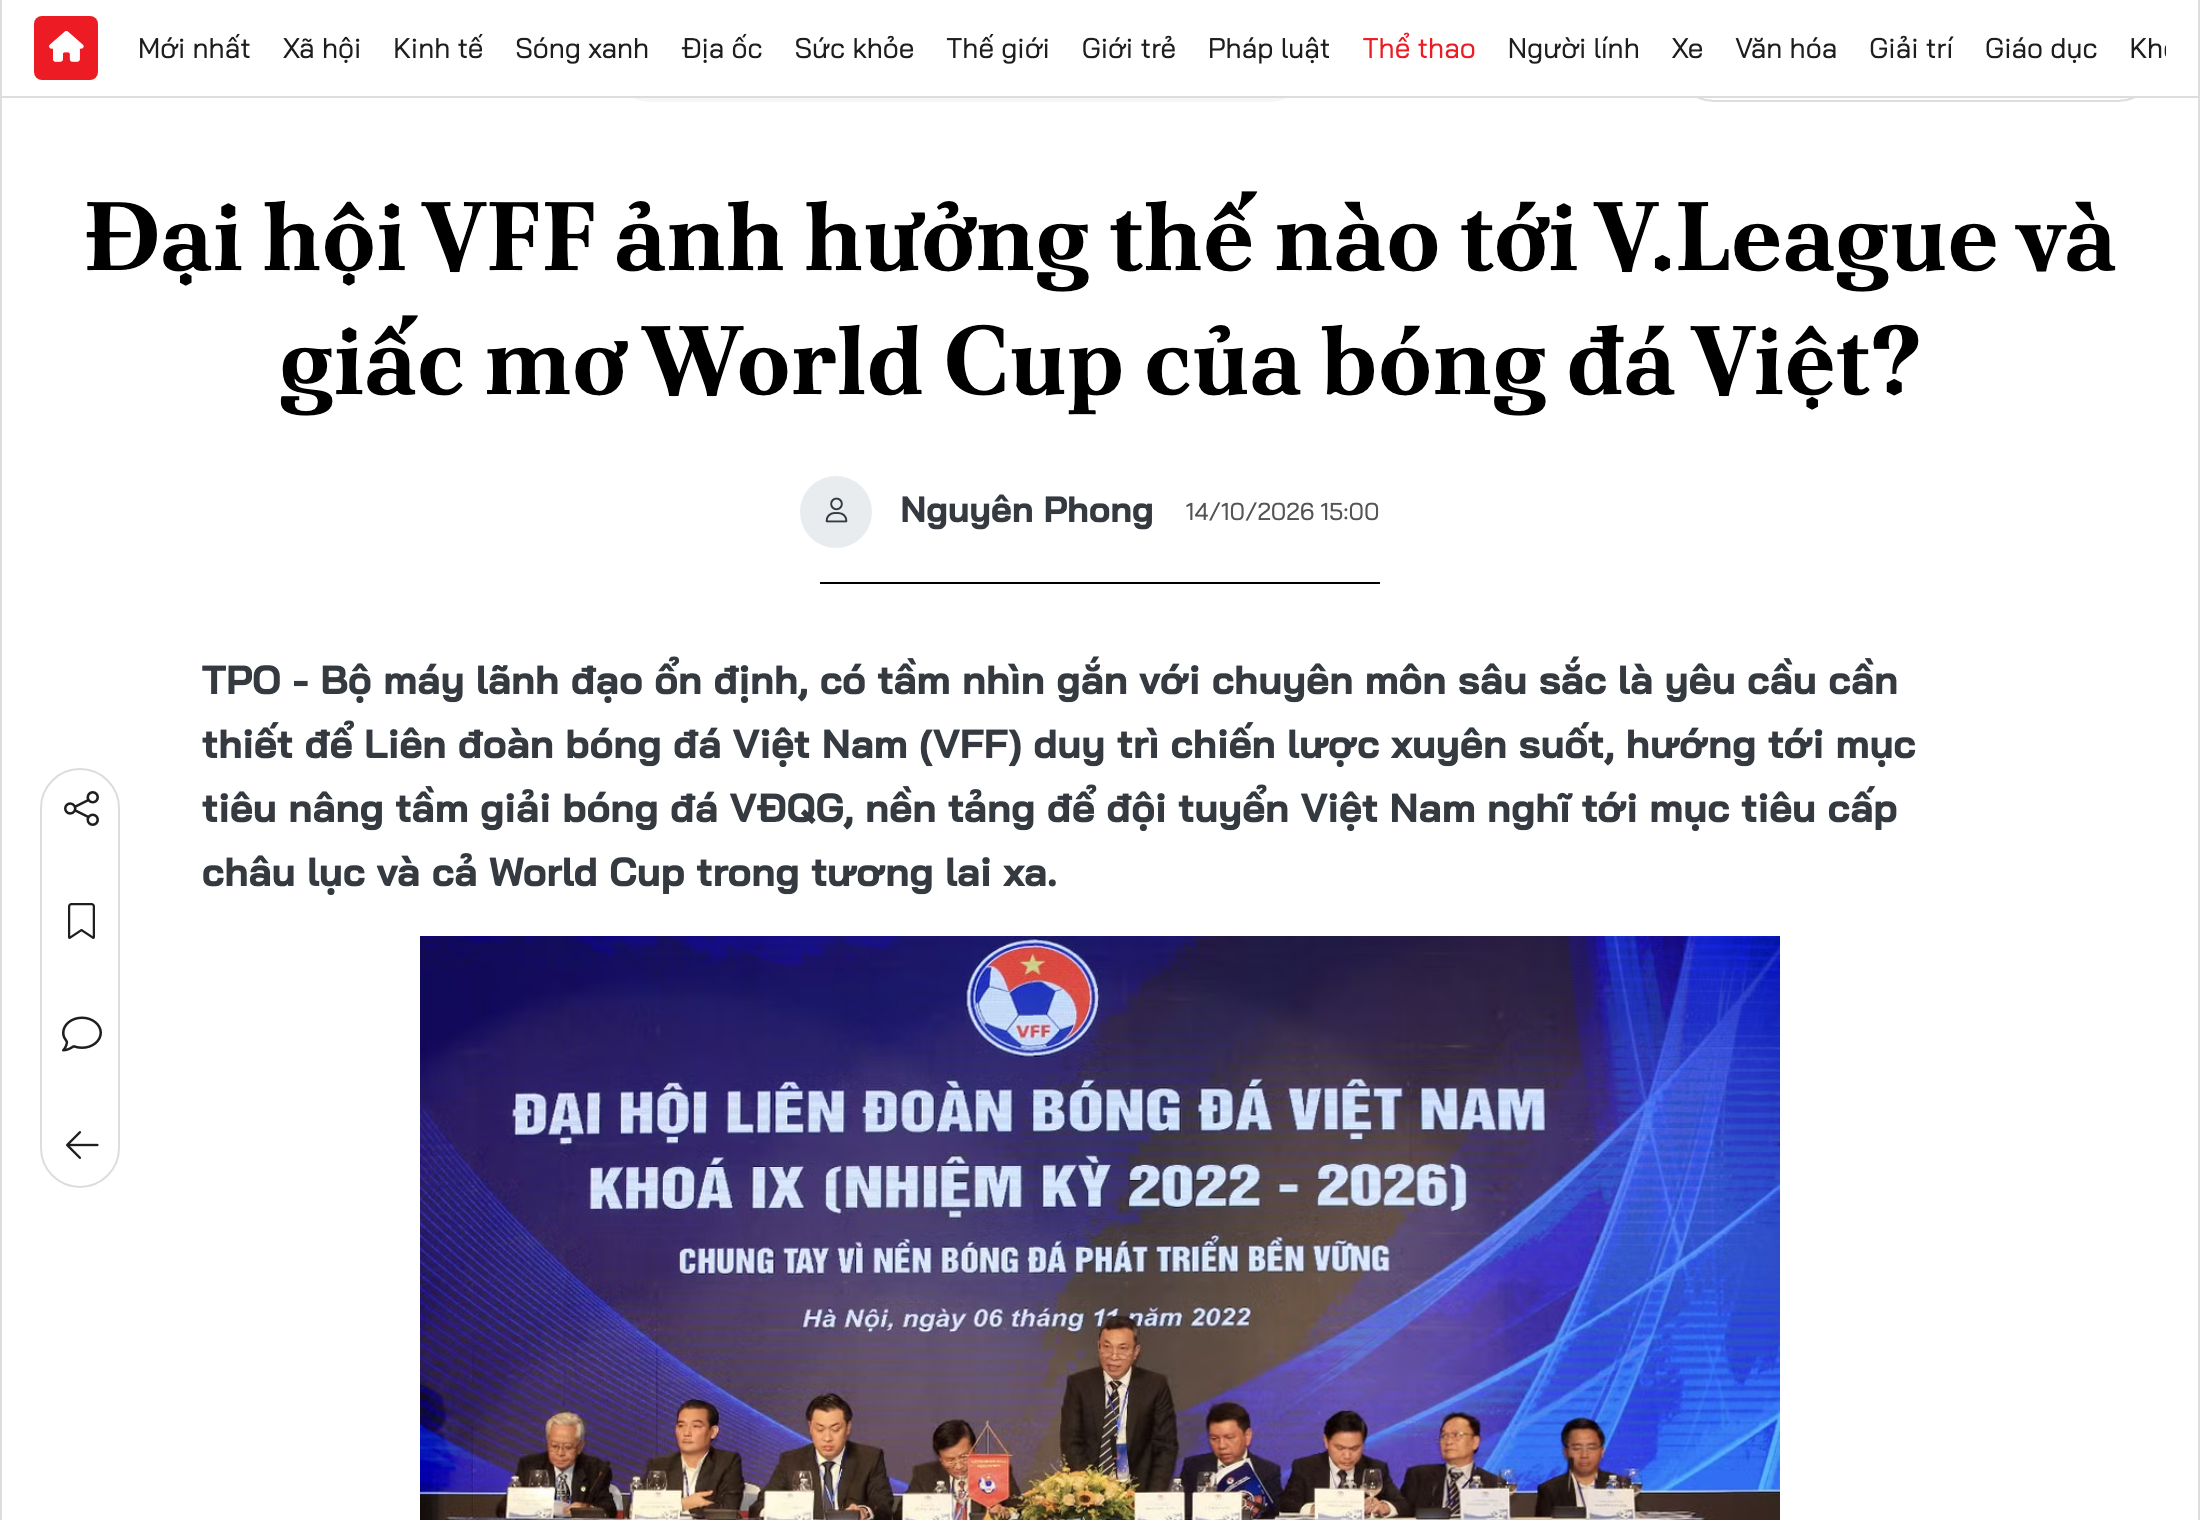 Mới nhất Xã hội Kinh tế Sóng xanh Địa ốc Sức khỏe Thế giới Giới trẻ Pháp luật Thể thao Người lính Xe Văn hóa Giải trí Giáo dục
Đại hội VFF ảnh hưởng thế nào tới V.League và
giấc mơ World Cup của bóng đá Việt?
Nguyên Phong 14/10/2026 15:00
TPO - Bộ máy lãnh đạo ổn định, có tầm nhìn gắn với chuyên môn sâu sắc là yêu cầu cần
thiết để Liên đoàn bóng đá Việt Nam (VFF) duy trì chiến lược xuyên suốt, hướng tới mục
tiêu nâng tầm giải bóng đá VĐQG, nền tảng để đội tuyển Việt Nam nghĩ tới mục tiêu cấp
châu lục và cả World Cup trong tương lai xa.
VFF
ĐẠI HỘI LIÊN ĐOÀN BÓNG ĐÁ VIỆT NAM
KHOÁ IX (NHIỆM KỲ 2022 - 2026)
CHUNG TAY VÌ NỀN BÓNG ĐÁ PHÁT TRIỂN BỀN VỮNG
Hà Nội, ngày 06 tháng 11 năm 2022